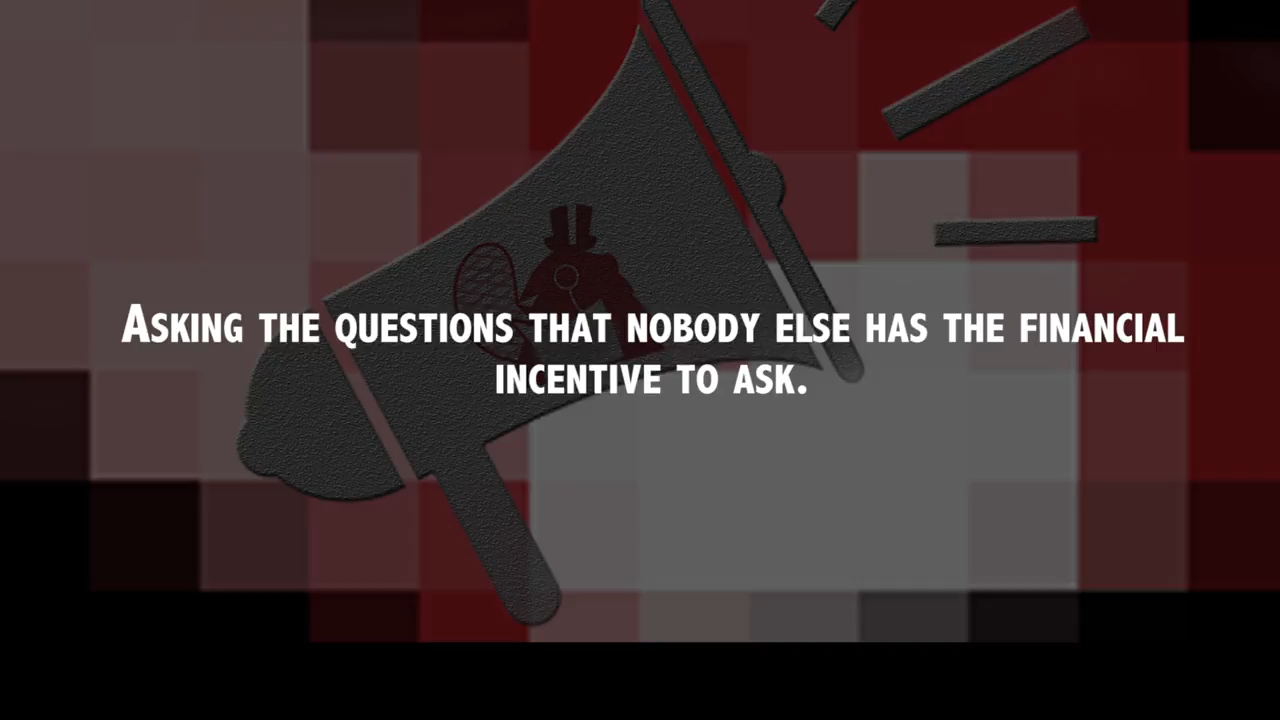 Asking the questions that nobody else has the financial
incentive to ask.